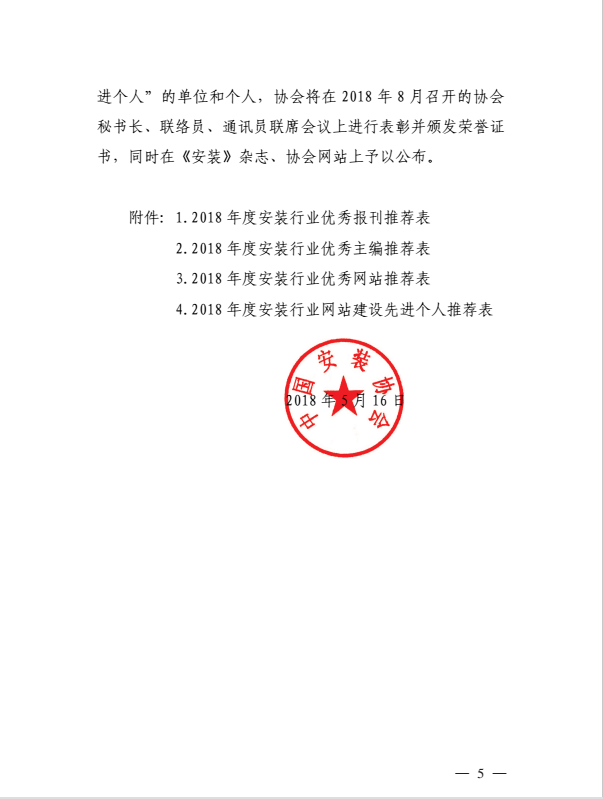 进个人”的单位和个人，协会将在 2018 年 8 月召开的协会
秘书长、联络员、通讯员联席会议上进行表彰并颁发荣誉证
书，同时在《安装》杂志、协会网站上予以公布。
附件：1.2018 年度安装行业优秀报刊推荐表
2.2018 年度安装行业优秀主编推荐表
3.2018 年度安装行业优秀网站推荐表
4.2018 年度安装行业网站建设先进个人推荐表
中国安装协会
2018 年 5 月 16 日
— 5 —